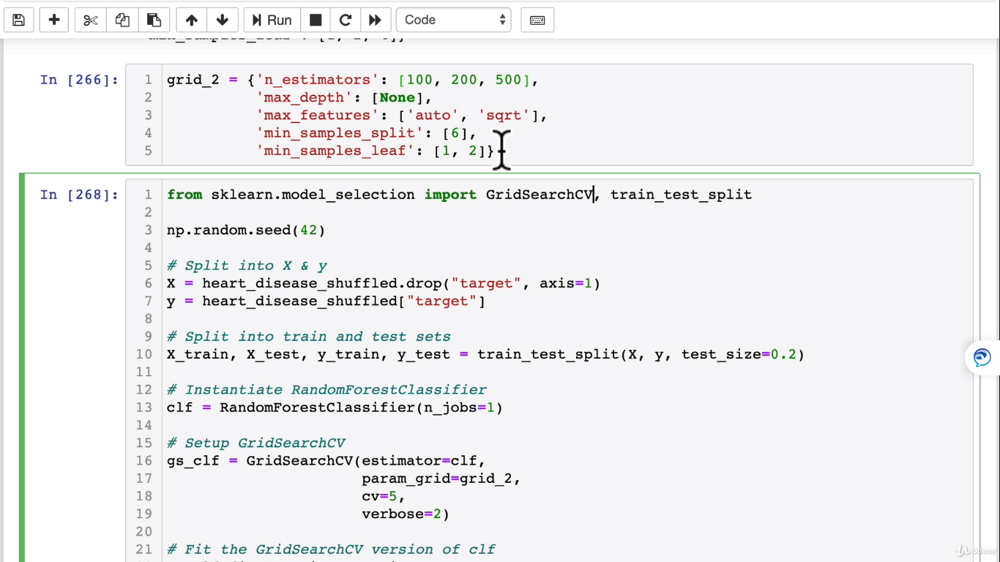 Run
Code
In [266]:
1 grid_2 = {'n_estimators': [100, 200, 500],
2 'max_depth': [None],
3 'max_features': ['auto', 'sqrt'],
4 'min_samples_split': [6],
5 'min_samples_leaf': [1, 2]}
In [268]:
1 from sklearn.model_selection import GridSearchCV, train_test_split
2
3 np.random.seed(42)
4
5 # Split into X & y
6 X = heart_disease_shuffled.drop("target", axis=1)
7 y = heart_disease_shuffled["target"]
8
9 # Split into train and test sets
10 X_train, X_test, y_train, y_test = train_test_split(X, y, test_size=0.2)
11
12 # Instantiate RandomForestClassifier
13 clf = RandomForestClassifier(n_jobs=1)
14
15 # Setup GridSearchCV
16 gs_clf = GridSearchCV(estimator=clf,
17 param_grid=grid_2,
18 cv=5,
19 verbose=2)
20
21 # Fit the GridSearchCV version of clf
Udemy